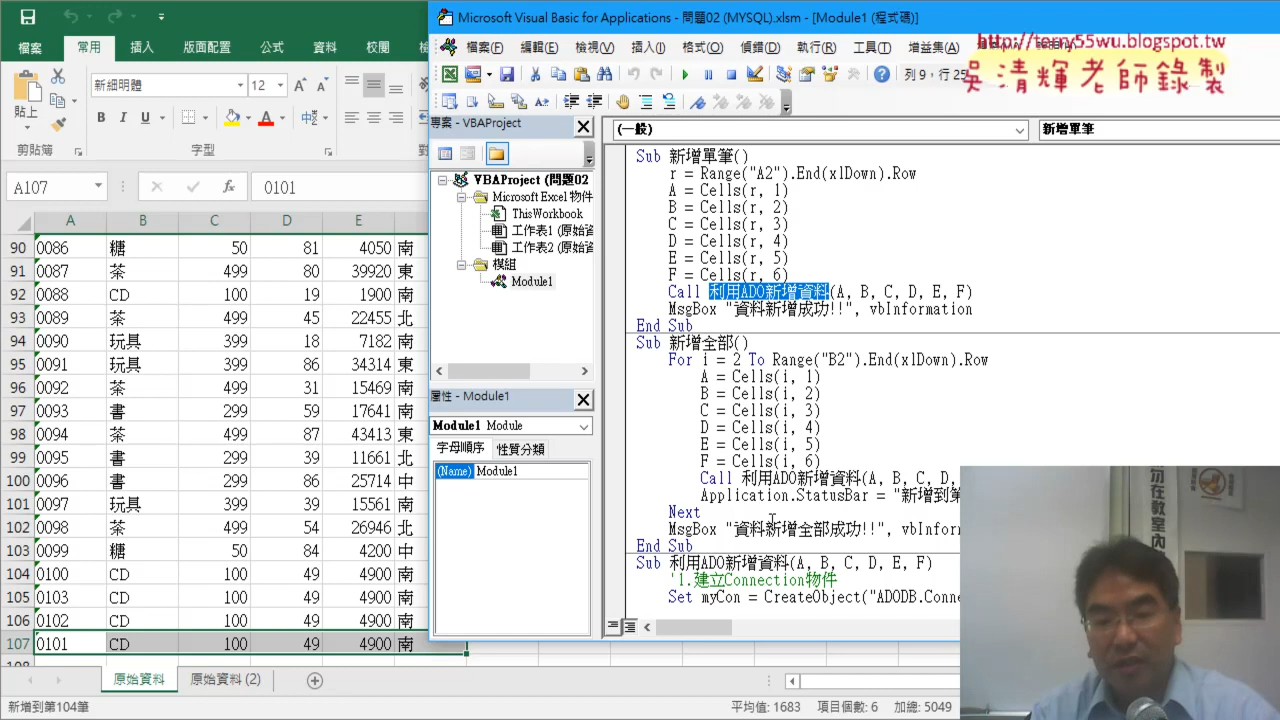 Microsoft Visual Basic for Applications - 問題02 (MYSQL).xlsm - [Module1 (程式碼)]
檔案 常用 插入 版面配置 公式 資料 校閱
檔案(F) 編輯(E) 檢視(V) 插入(I) 格式(O) 偵錯(D) 執行(R) 工具(T) 增益集(A)
http://terry55wu.blogspot.tw
吳清輝老師錄製
新細明體 12
列 9，行 25
貼上
B I U A 中
剪貼簿 字型
專案 - VBAProject
(一般) 新增單筆
A107 fx 0101
VBAProject (問題02
Microsoft Excel 物件
ThisWorkbook
工作表1 (原始資
工作表2 (原始資
模組
Module1
A B C D E
90 0086 糖 50 81 4050 南
91 0087 茶 499 80 39920 東
92 0088 CD 100 19 1900 南
93 0089 茶 499 45 22455 北
94 0090 玩具 399 18 7182 南
95 0091 玩具 399 86 34314 東
96 0092 茶 499 31 15469 南
97 0093 書 299 59 17641 南
98 0094 茶 499 87 43413 東
99 0095 書 299 39 11661 北
100 0096 書 299 86 25714 中
101 0097 玩具 399 39 15561 南
102 0098 茶 499 54 26946 北
103 0099 糖 50 84 4200 中
104 0100 CD 100 49 4900 南
105 0103 CD 100 49 4900 南
106 0102 CD 100 49 4900 南
107 0101 CD 100 49 4900 南
屬性 - Module1
Module1 Module
字母順序 性質分類
(Name) Module1
Sub 新增單筆()
r = Range("A2").End(xlDown).Row
A = Cells(r, 1)
B = Cells(r, 2)
C = Cells(r, 3)
D = Cells(r, 4)
E = Cells(r, 5)
F = Cells(r, 6)
Call 利用ADO新增資料(A, B, C, D, E, F)
MsgBox "資料新增成功!!", vbInformation
End Sub
Sub 新增全部()
For i = 2 To Range("B2").End(xlDown).Row
A = Cells(i, 1)
B = Cells(i, 2)
C = Cells(i, 3)
D = Cells(i, 4)
E = Cells(i, 5)
F = Cells(i, 6)
Call 利用ADO新增資料(A, B, C, D,
Application.StatusBar = "新增到第
Next
MsgBox "資料新增全部成功!!", vbInform
End Sub
Sub 利用ADO新增資料(A, B, C, D, E, F)
'1.建立Connection物件
Set myCon = CreateObject("ADODB.Conne
勿在教室內
原始資料 原始資料 (2)
新增到第104筆 平均值: 1683 項目個數: 6 加總: 5049